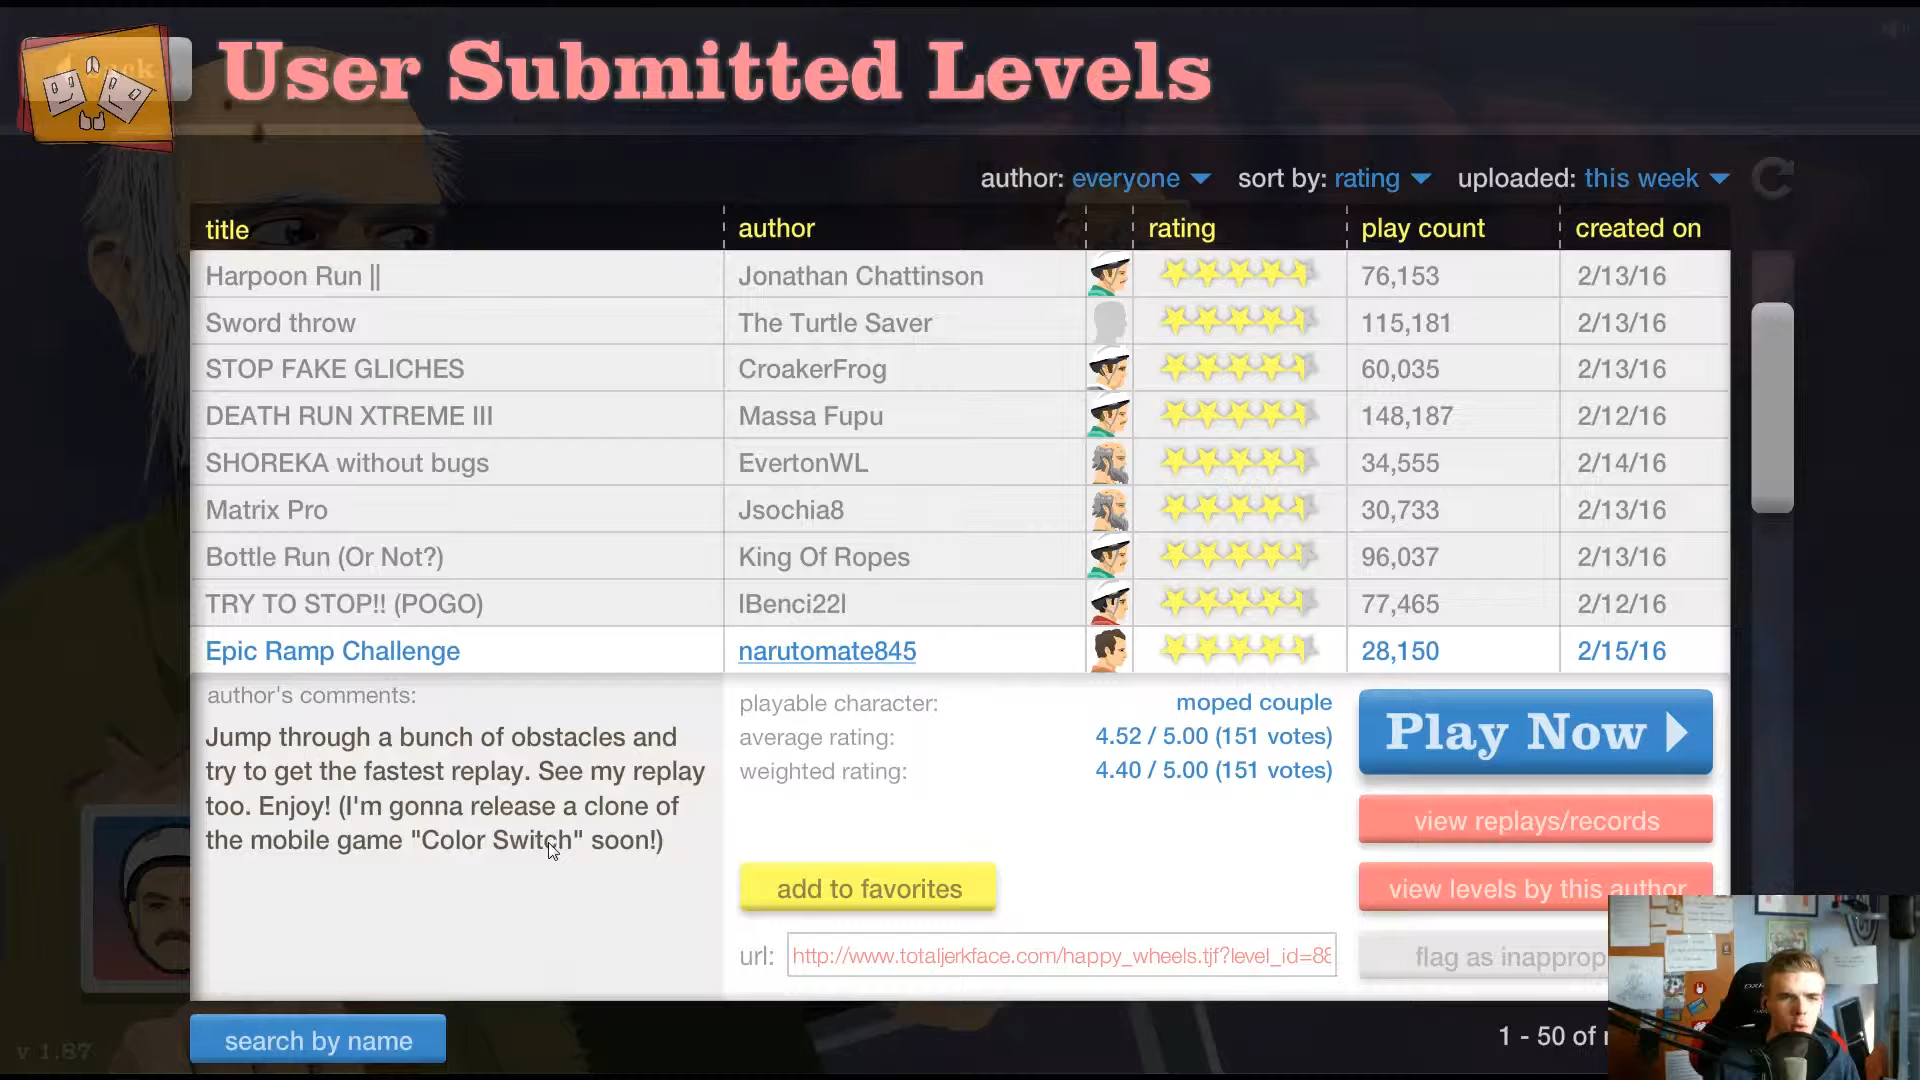 User Submitted Levels
author: everyone sort by: rating uploaded: this week
title author rating play count created on
Harpoon Run || Jonathan Chattinson 76,153 2/13/16
Sword throw The Turtle Saver 115,181 2/13/16
STOP FAKE GLICHES CroakerFrog 60,035 2/13/16
DEATH RUN XTREME III Massa Fupu 148,187 2/12/16
SHOREKA without bugs EvertonWL 34,555 2/14/16
Matrix Pro Jsochia8 30,733 2/13/16
Bottle Run (Or Not?) King Of Ropes 96,037 2/13/16
TRY TO STOP!! (POGO) lBenci22l 77,465 2/12/16
Epic Ramp Challenge narutomate845 28,150 2/15/16
author's comments:
Jump through a bunch of obstacles and
try to get the fastest replay. See my replay
too. Enjoy! (I'm gonna release a clone of
the mobile game "Color Switch" soon!)
playable character: moped couple
average rating: 4.52 / 5.00 (151 votes)
weighted rating: 4.40 / 5.00 (151 votes)
add to favorites
url: http://www.totaljerkface.com/happy_wheels.tjf?level_id=88
Play Now
view replays/records
view levels by this author
flag as inapprop
search by name
1 - 50 of
v 1.87